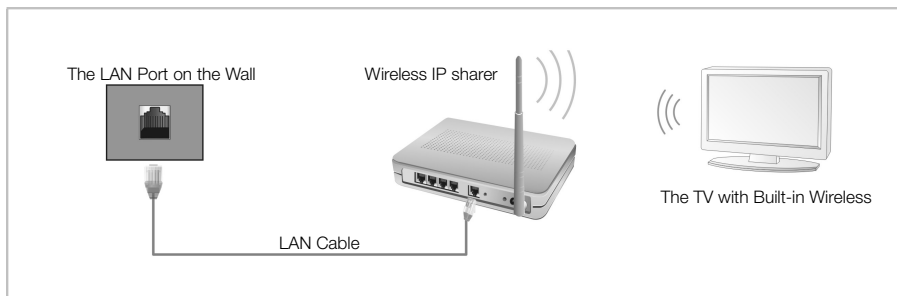 The LAN Port on the Wall
Wireless IP sharer
The TV with Built-in Wireless
LAN Cable